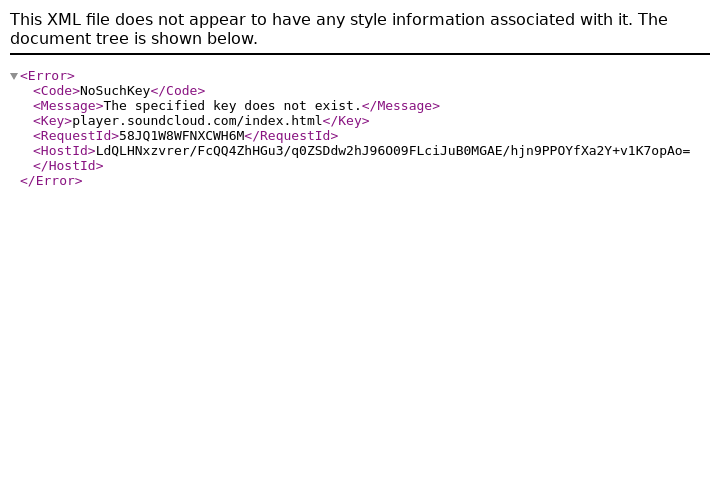 This XML file does not appear to have any style information associated with it. The
document tree is shown below.
<Error>
<Code>NoSuchKey</Code>
<Message>The specified key does not exist.</Message>
<Key>player.soundcloud.com/index.html</Key>
<RequestId>58JQ1W8WFNXCWH6M</RequestId>
<HostId>LdQLHNxzvrer/FcQQ4ZhHGu3/q0ZSDdw2hJ96O09FLciJuB0MGAE/hjn9PPOYfXa2Y+v1K7opAo=
</HostId>
</Error>